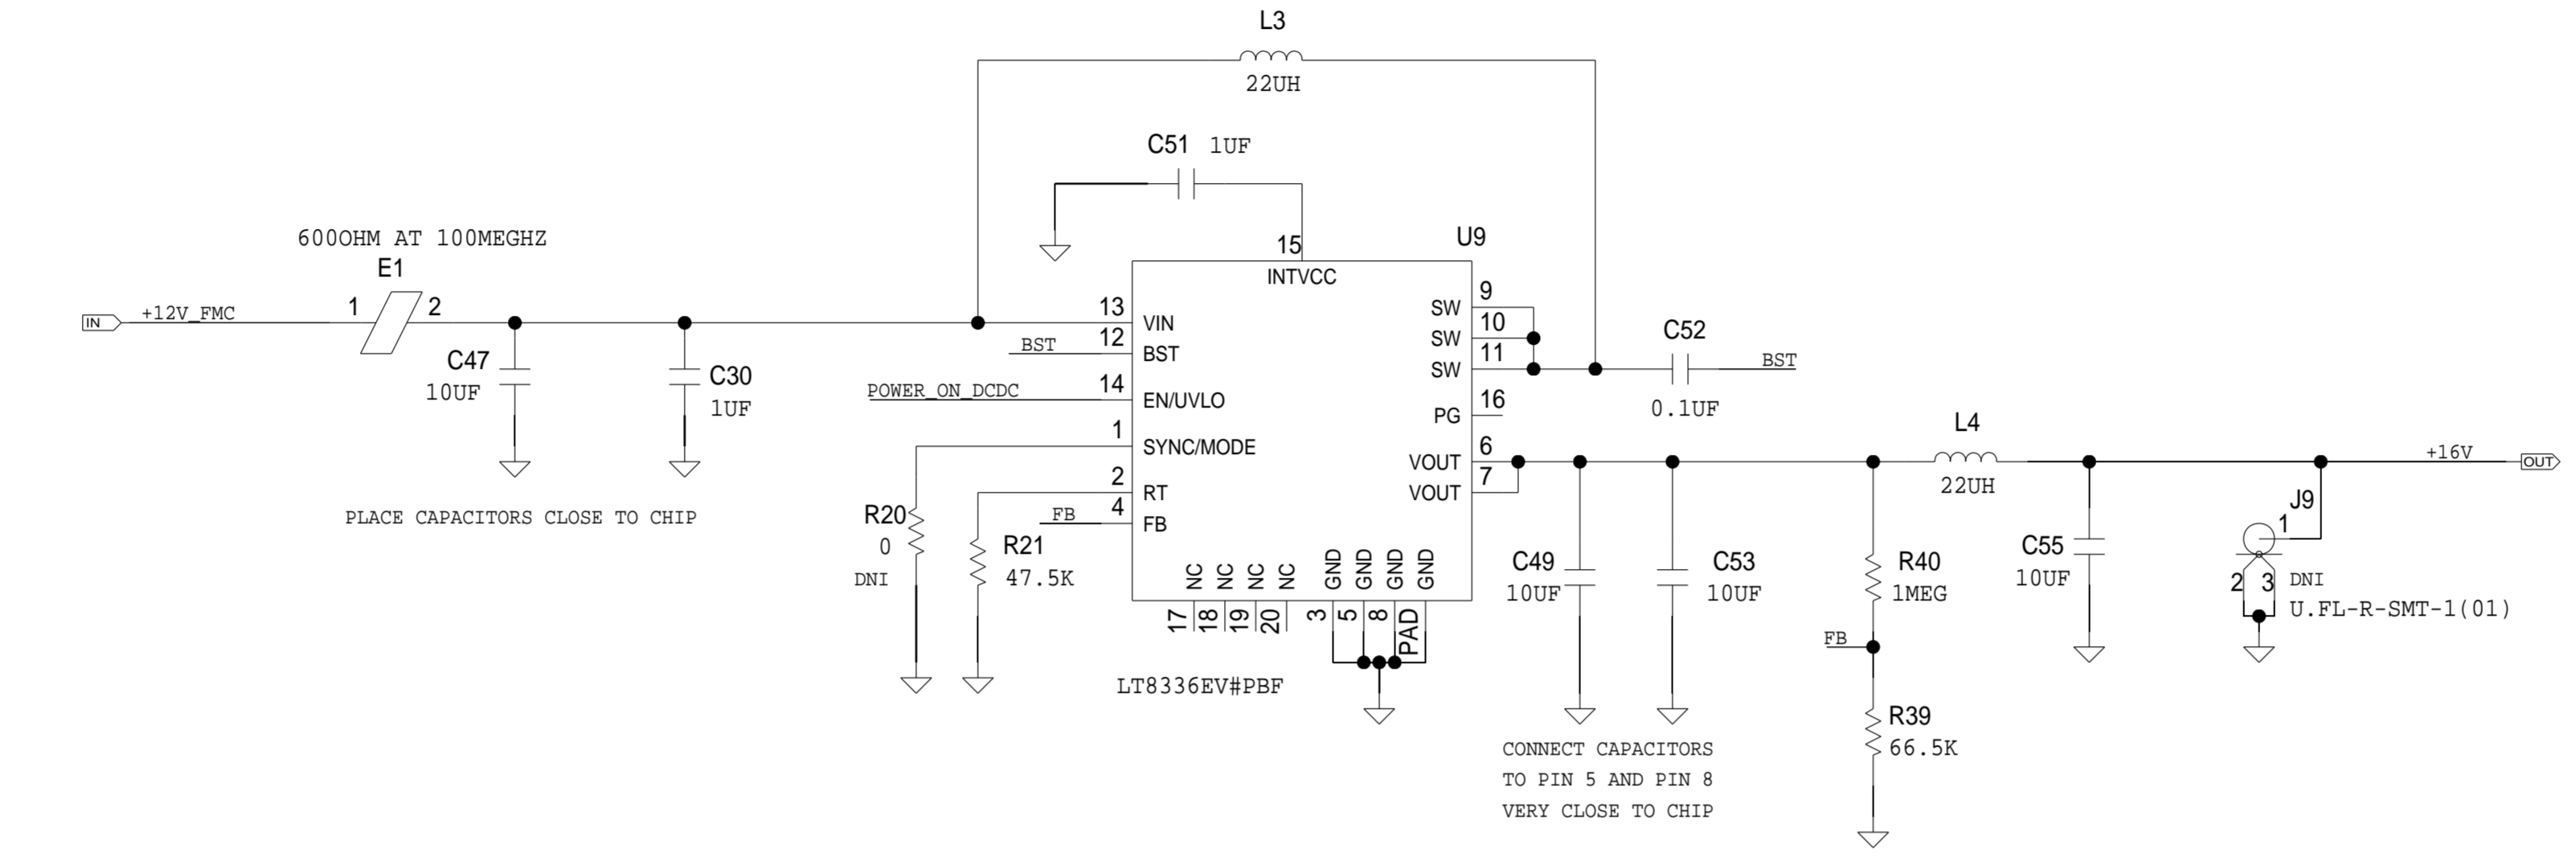 L3
22UH
C51 1UF
600OHM AT 100MEGHZ
E1
1
2
IN
+12V_FMC
C47
10UF
C30
1UF
PLACE CAPACITORS CLOSE TO CHIP
15
U9
INTVCC
13
VIN
BST
12
BST
POWER_ON_DCDC
14
EN/UVLO
1
SYNC/MODE
2
RT
FB
4
FB
R20
0
DNI
R21
47.5K
9
SW
10
SW
11
SW
16
PG
6
VOUT
7
VOUT
NC
NC
NC
NC
GND
GND
GND
GND
17
18
19
20
3
5
8
PAD
LT8336EV#PBF
C52
0.1UF
BST
L4
22UH
+16V
OUT
C49
10UF
C53
10UF
CONNECT CAPACITORS
TO PIN 5 AND PIN 8
VERY CLOSE TO CHIP
R40
1MEG
FB
R39
66.5K
C55
10UF
J9
1
2
3
DNI
U.FL-R-SMT-1(01)